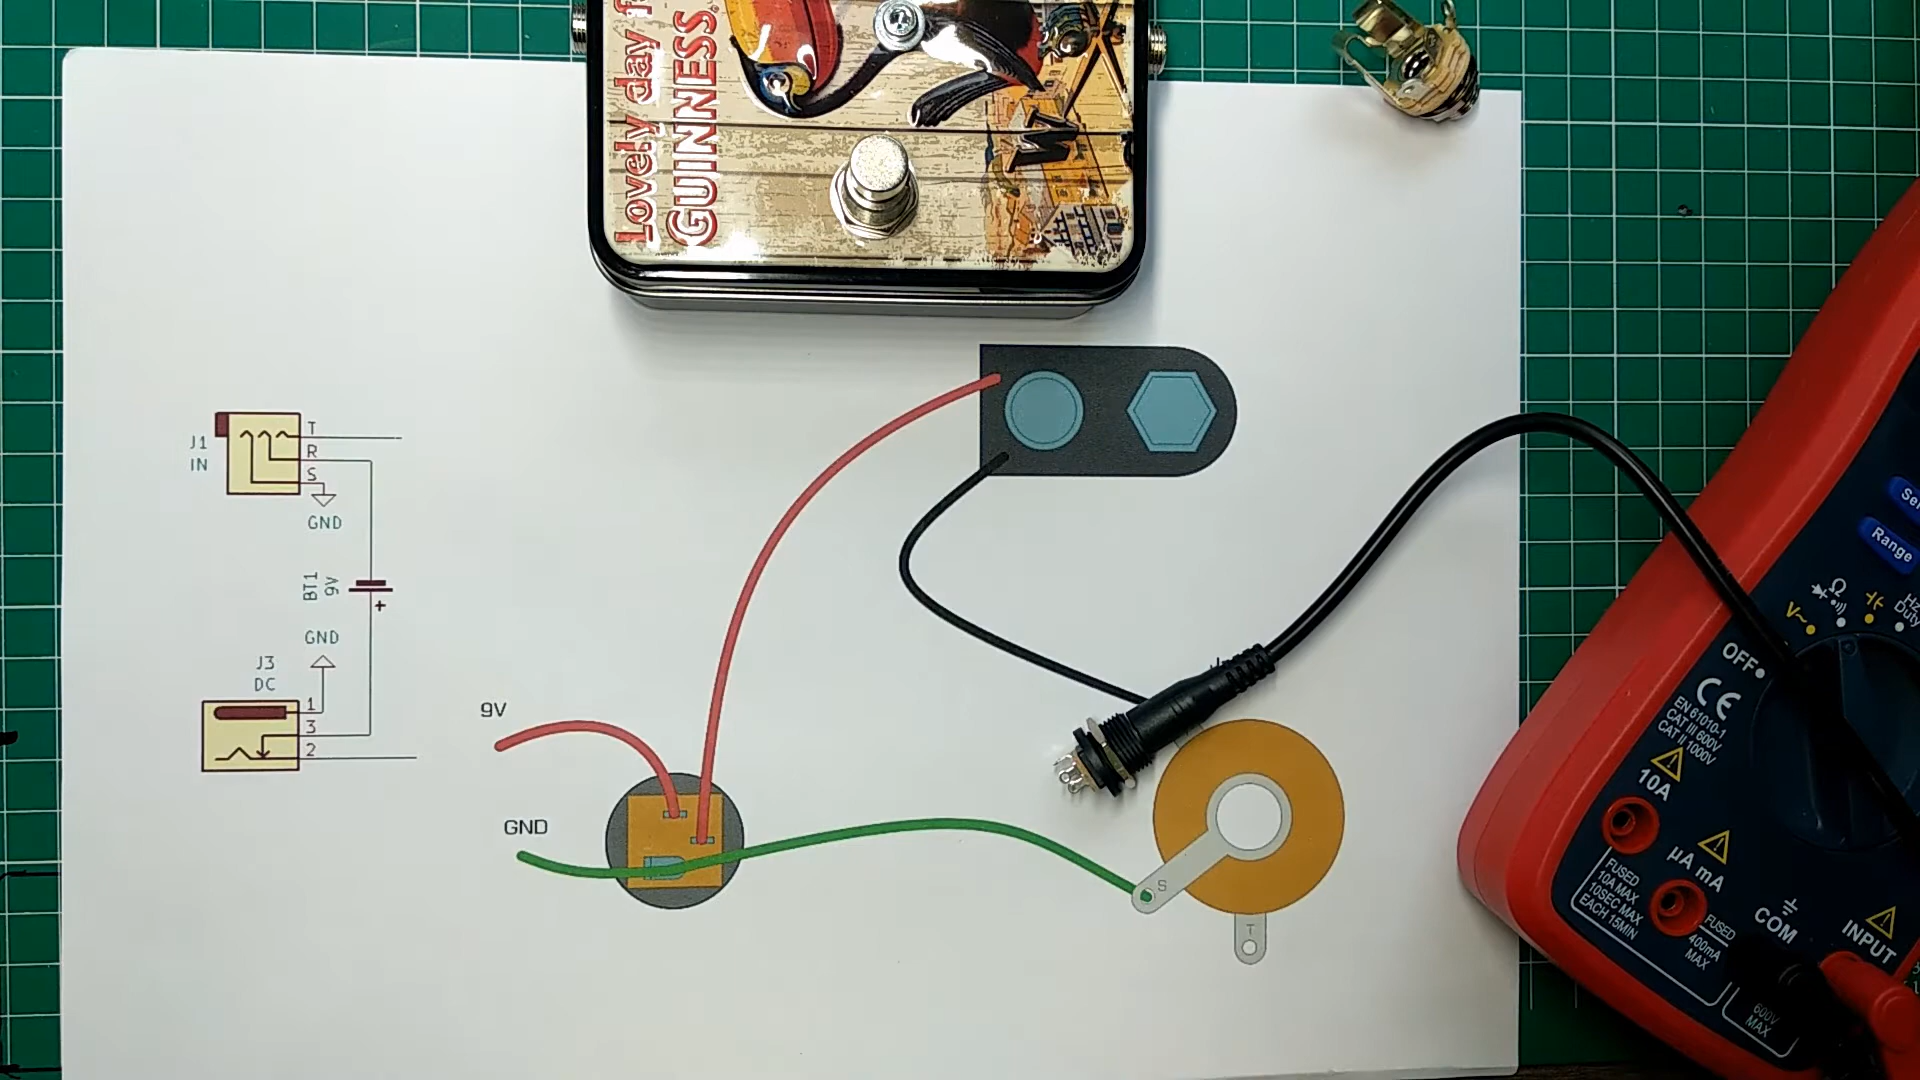 Lovely day f
GUINNESS.
J1
IN
T
R
S
GND
BT1
9V
+
GND
J3
DC
1
3
2
9V
GND
S
T
Range
Ω
V~
Hz
Duty
OFF
CE
EN 61010-1
CAT III 600V
CAT II 1000V
10A
FUSED
10A MAX
10SEC MAX
EACH 15MIN
µA mA
FUSED
400mA
MAX
COM
INPUT
600V
MAX